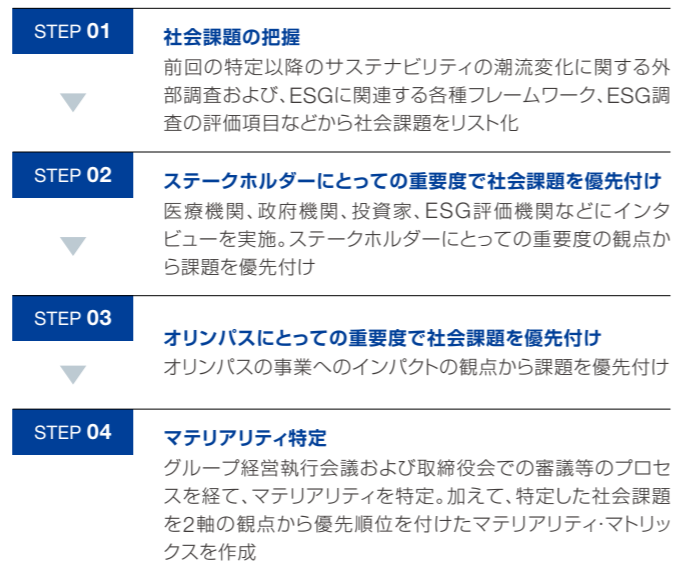 STEP 01
社会課題の把握
前回の特定以降のサステナビリティの潮流変化に関する外
部調査および、ESGに関連する各種フレームワーク、ESG調
査の評価項目などから社会課題をリスト化
STEP 02
ステークホルダーにとっての重要度で社会課題を優先付け
医療機関、政府機関、投資家、ESG評価機関などにインタ
ビューを実施。ステークホルダーにとっての重要度の観点か
ら課題を優先付け
STEP 03
オリンパスにとっての重要度で社会課題を優先付け
オリンパスの事業へのインパクトの観点から課題を優先付け
STEP 04
マテリアリティ特定
グループ経営執行会議および取締役会での審議等のプロセ
スを経て、マテリアリティを特定。加えて、特定した社会課題
を2軸の観点から優先順位を付けたマテリアリティ・マトリッ
クスを作成